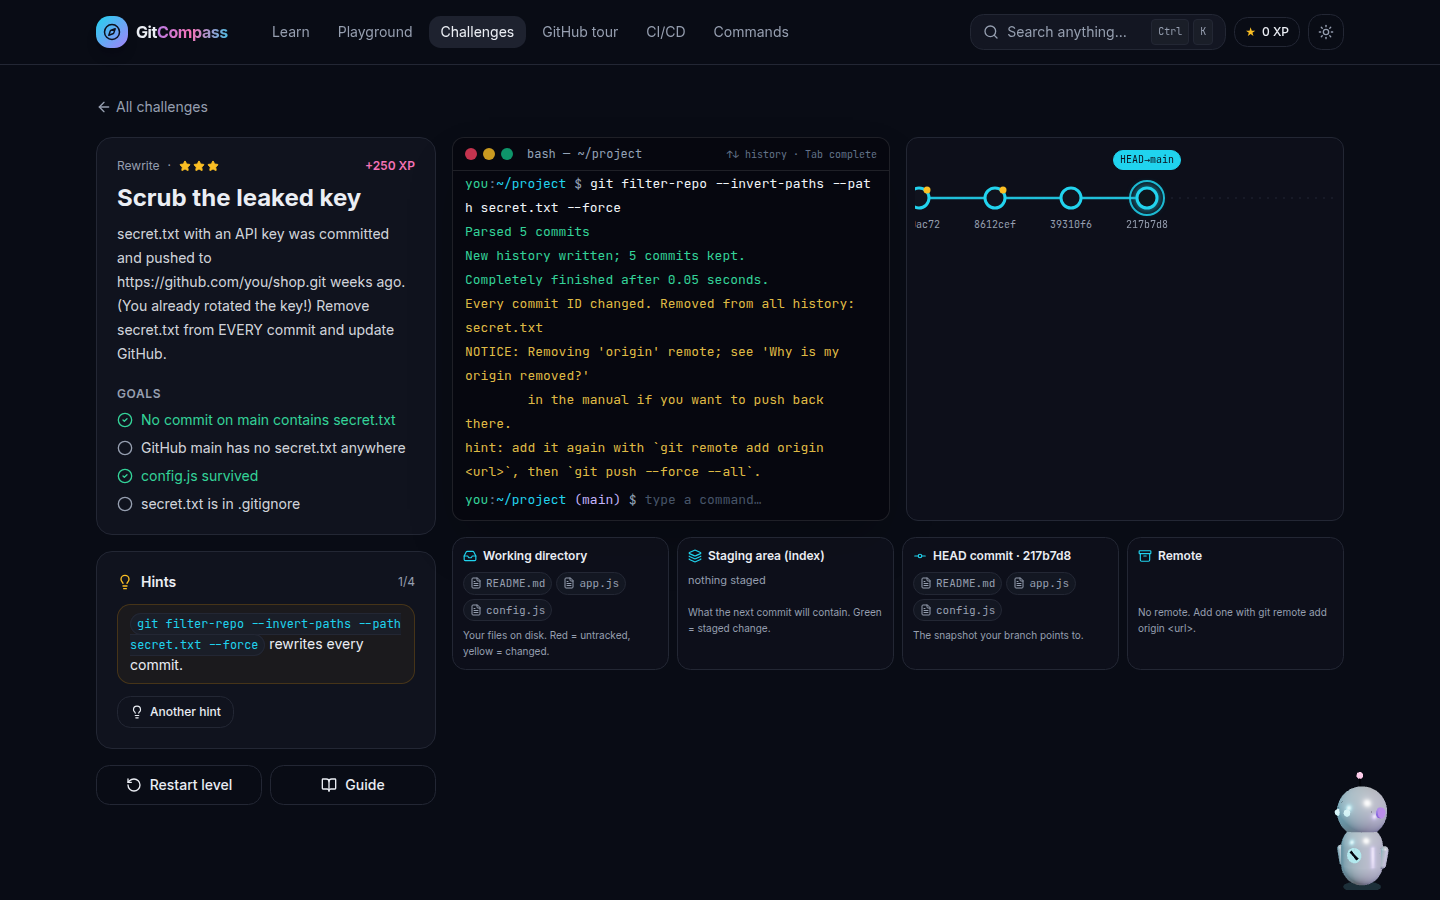 GitCompass
Learn
Playground
Challenges
GitHub tour
CI/CD
Commands
Search anything...
Ctrl
K
★ 0 XP
← All challenges
Rewrite · ★★★
+250 XP
Scrub the leaked key
secret.txt with an API key was committed
and pushed to
https://github.com/you/shop.git weeks ago.
(You already rotated the key!) Remove
secret.txt from EVERY commit and update
GitHub.
GOALS
No commit on main contains secret.txt
GitHub main has no secret.txt anywhere
config.js survived
secret.txt is in .gitignore
Hints
1/4
git filter-repo --invert-paths --path
secret.txt --force rewrites every
commit.
Another hint
Restart level
Guide
bash — ~/project
↑↓ history · Tab complete
you:~/project $ git filter-repo --invert-paths --pat
h secret.txt --force
Parsed 5 commits
New history written; 5 commits kept.
Completely finished after 0.05 seconds.
Every commit ID changed. Removed from all history:
secret.txt
NOTICE: Removing 'origin' remote; see 'Why is my
origin removed?'
in the manual if you want to push back
there.
hint: add it again with `git remote add origin
<url>`, then `git push --force --all`.
you:~/project (main) $ type a command…
HEAD→main
ac72
8612cef
39310f6
217b7d8
Working directory
README.md
app.js
config.js
Your files on disk. Red = untracked,
yellow = changed.
Staging area (index)
nothing staged
What the next commit will contain. Green
= staged change.
HEAD commit · 217b7d8
README.md
app.js
config.js
The snapshot your branch points to.
Remote
No remote. Add one with git remote add
origin <url>.